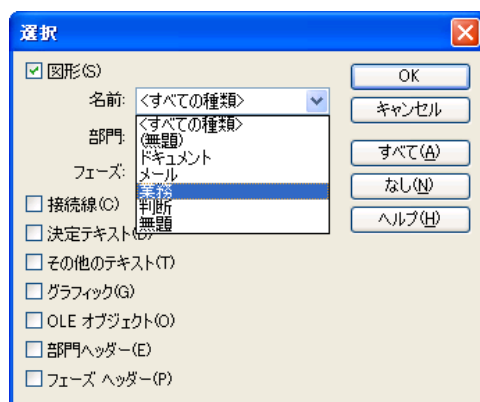 選択
図形(S)
名前: <すべての種類>
<すべての種類>
(無題)
ドキュメント
メール
業務
判断
無題
部門:
フェーズ:
接続線(C)
決定テキスト(D)
その他のテキスト(T)
グラフィック(G)
OLE オブジェクト(O)
部門ヘッダー(E)
フェーズ ヘッダー(P)
OK
キャンセル
すべて(A)
なし(N)
ヘルプ(H)